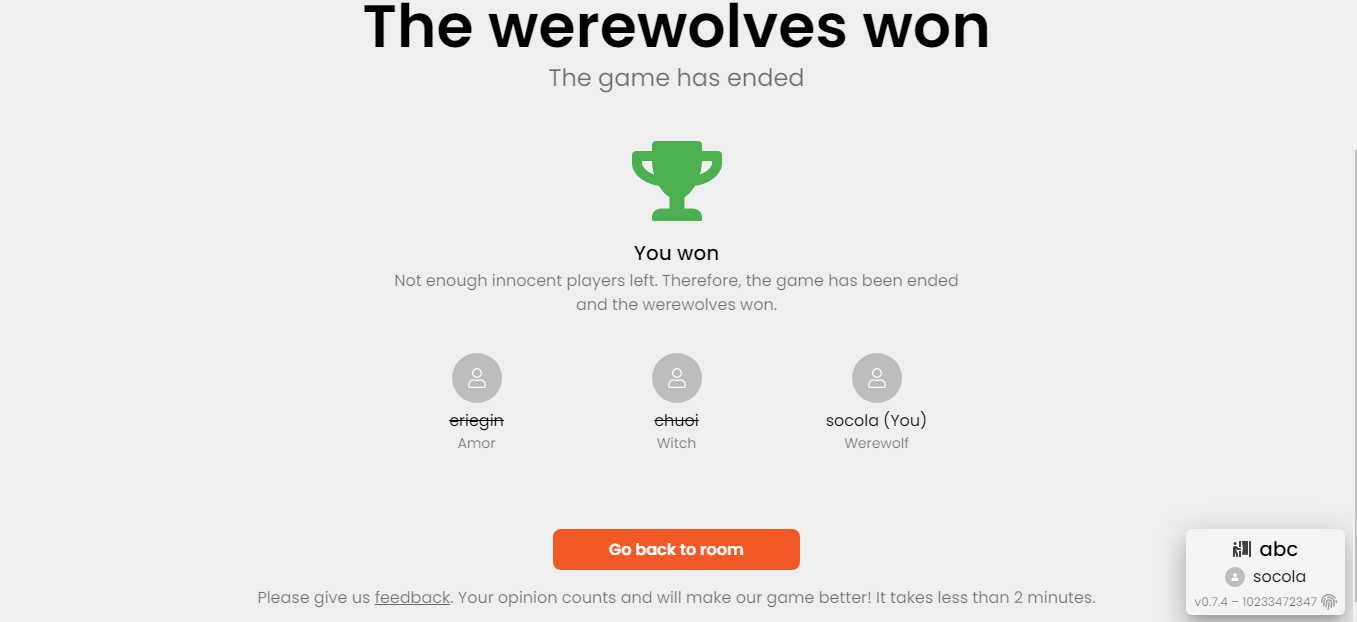 The werewolves won
The game has ended
You won
Not enough innocent players left. Therefore, the game has been ended
and the werewolves won.
eriegin
Amor
chuoi
Witch
socola (You)
Werewolf
Go back to room
Please give us feedback. Your opinion counts and will make our game better! It takes less than 2 minutes.
abc
socola
v0.7.4 – 10233472347